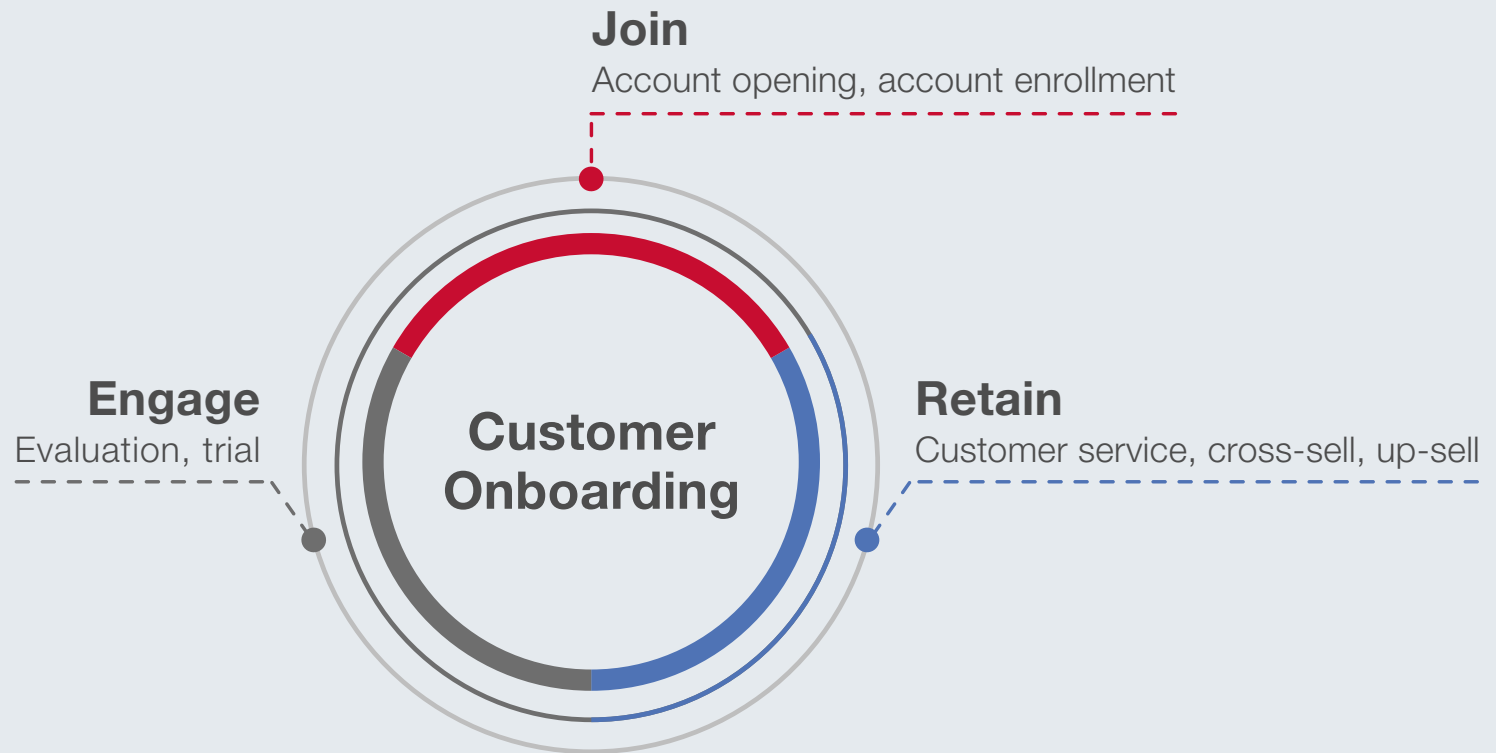 Join
Account opening, account enrollment
Engage
Evaluation, trial
Customer
Onboarding
Retain
Customer service, cross-sell, up-sell